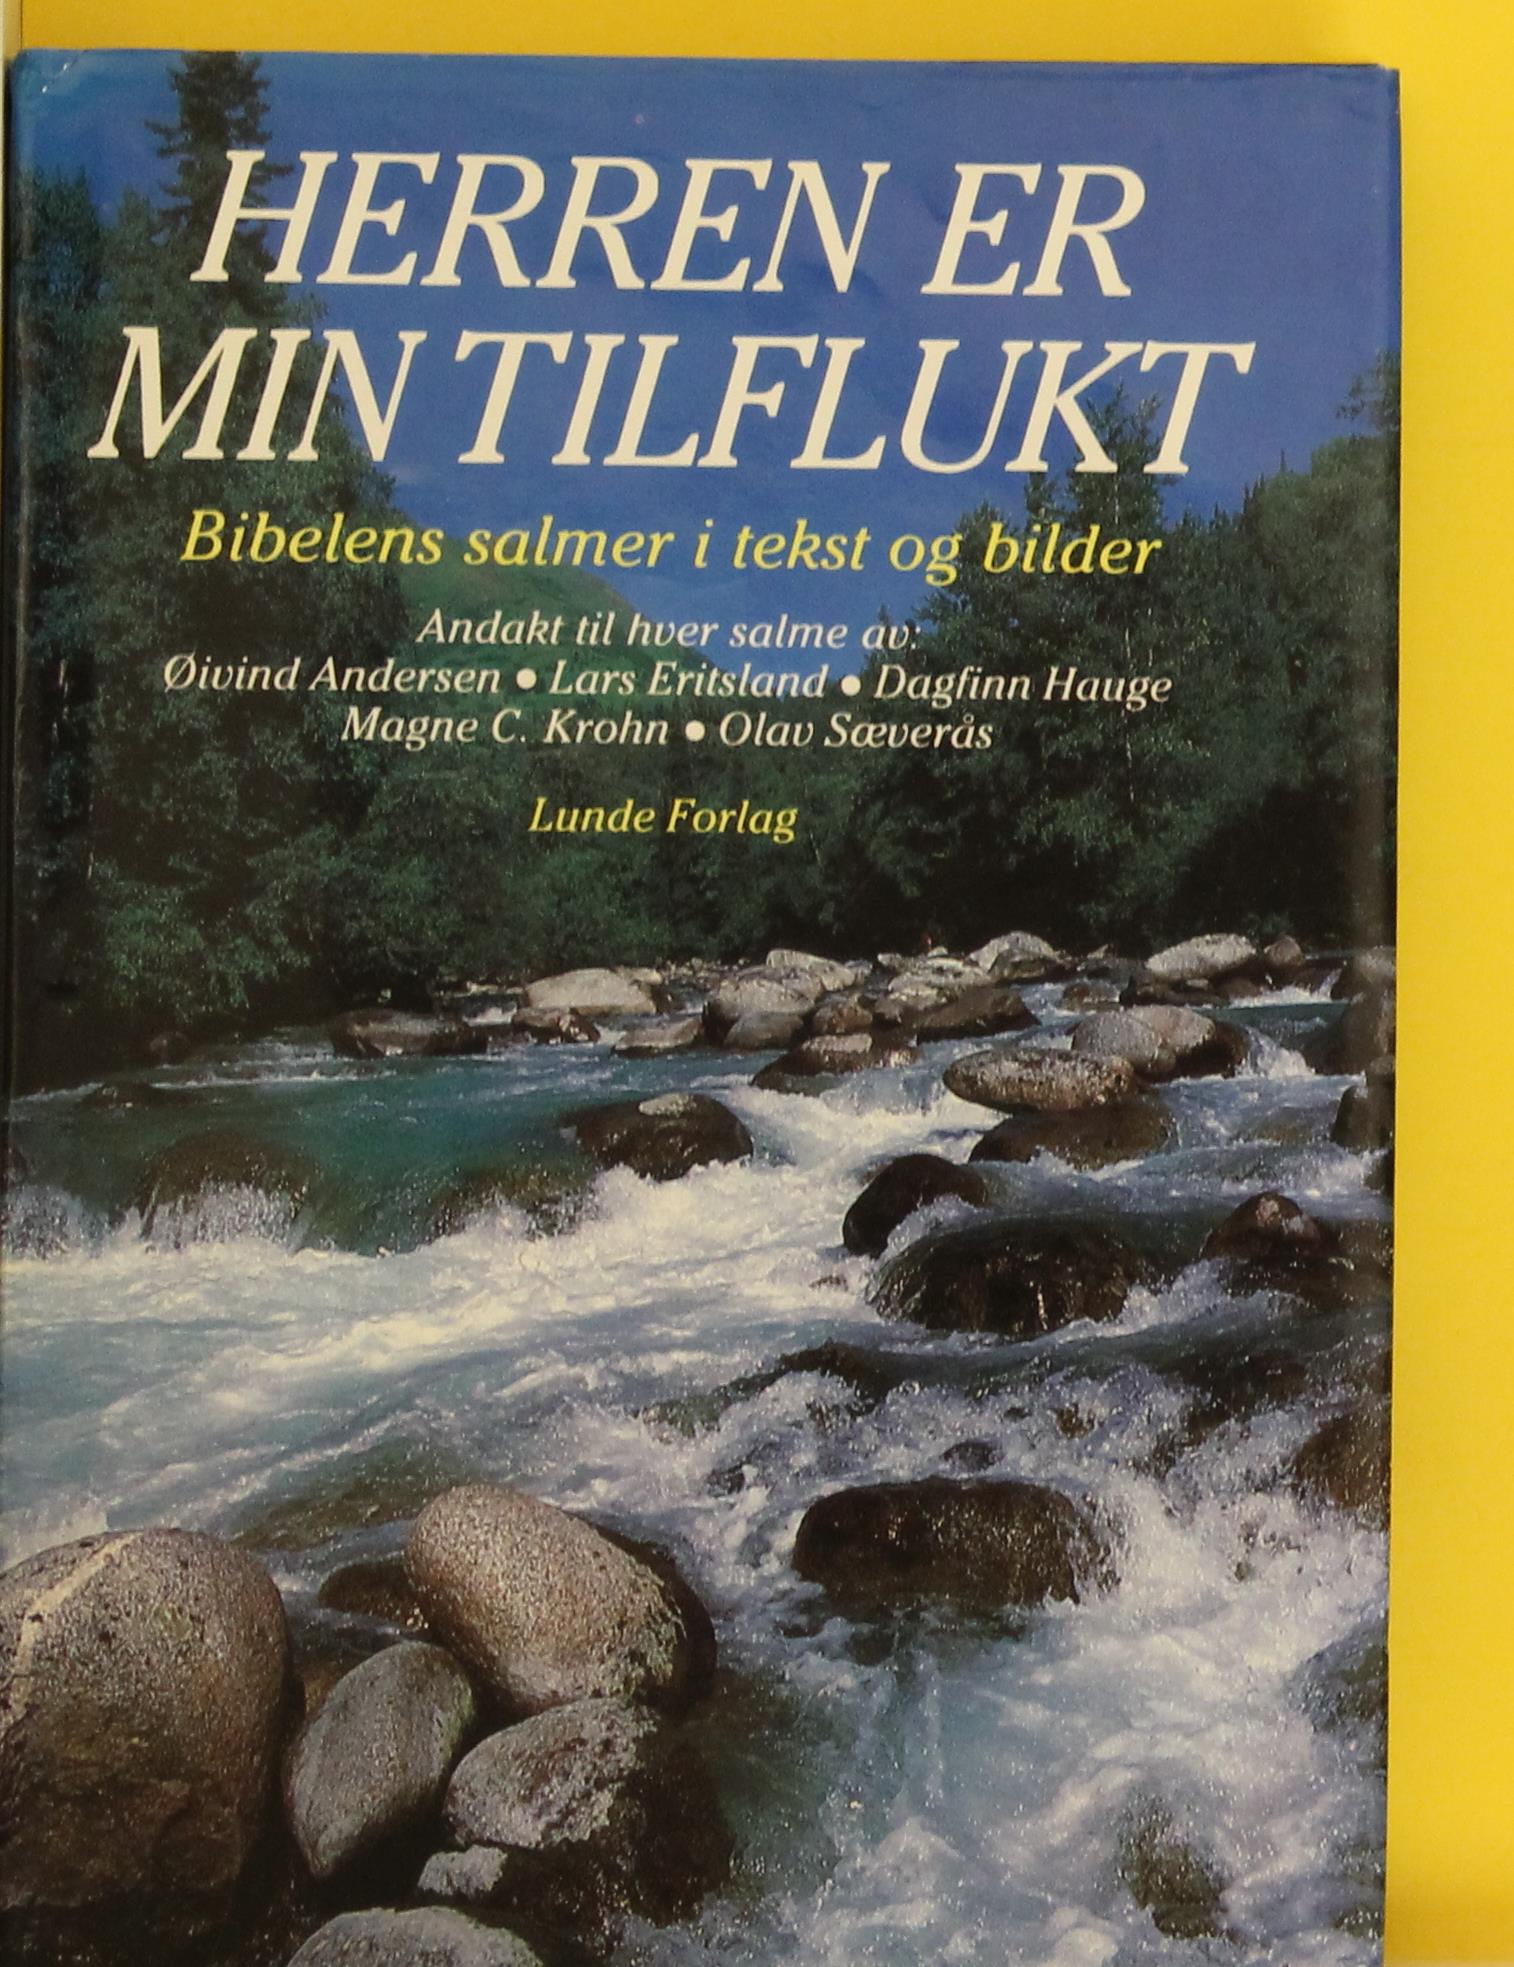 HERREN ER
MIN TILFLUKT
Bibelens salmer i tekst og bilder
Andakt til hver salme av:
Øivind Andersen ● Lars Eritsland ● Dagfinn Hauge
Magne C. Krohn ● Olav Sæverås
Lunde Forlag